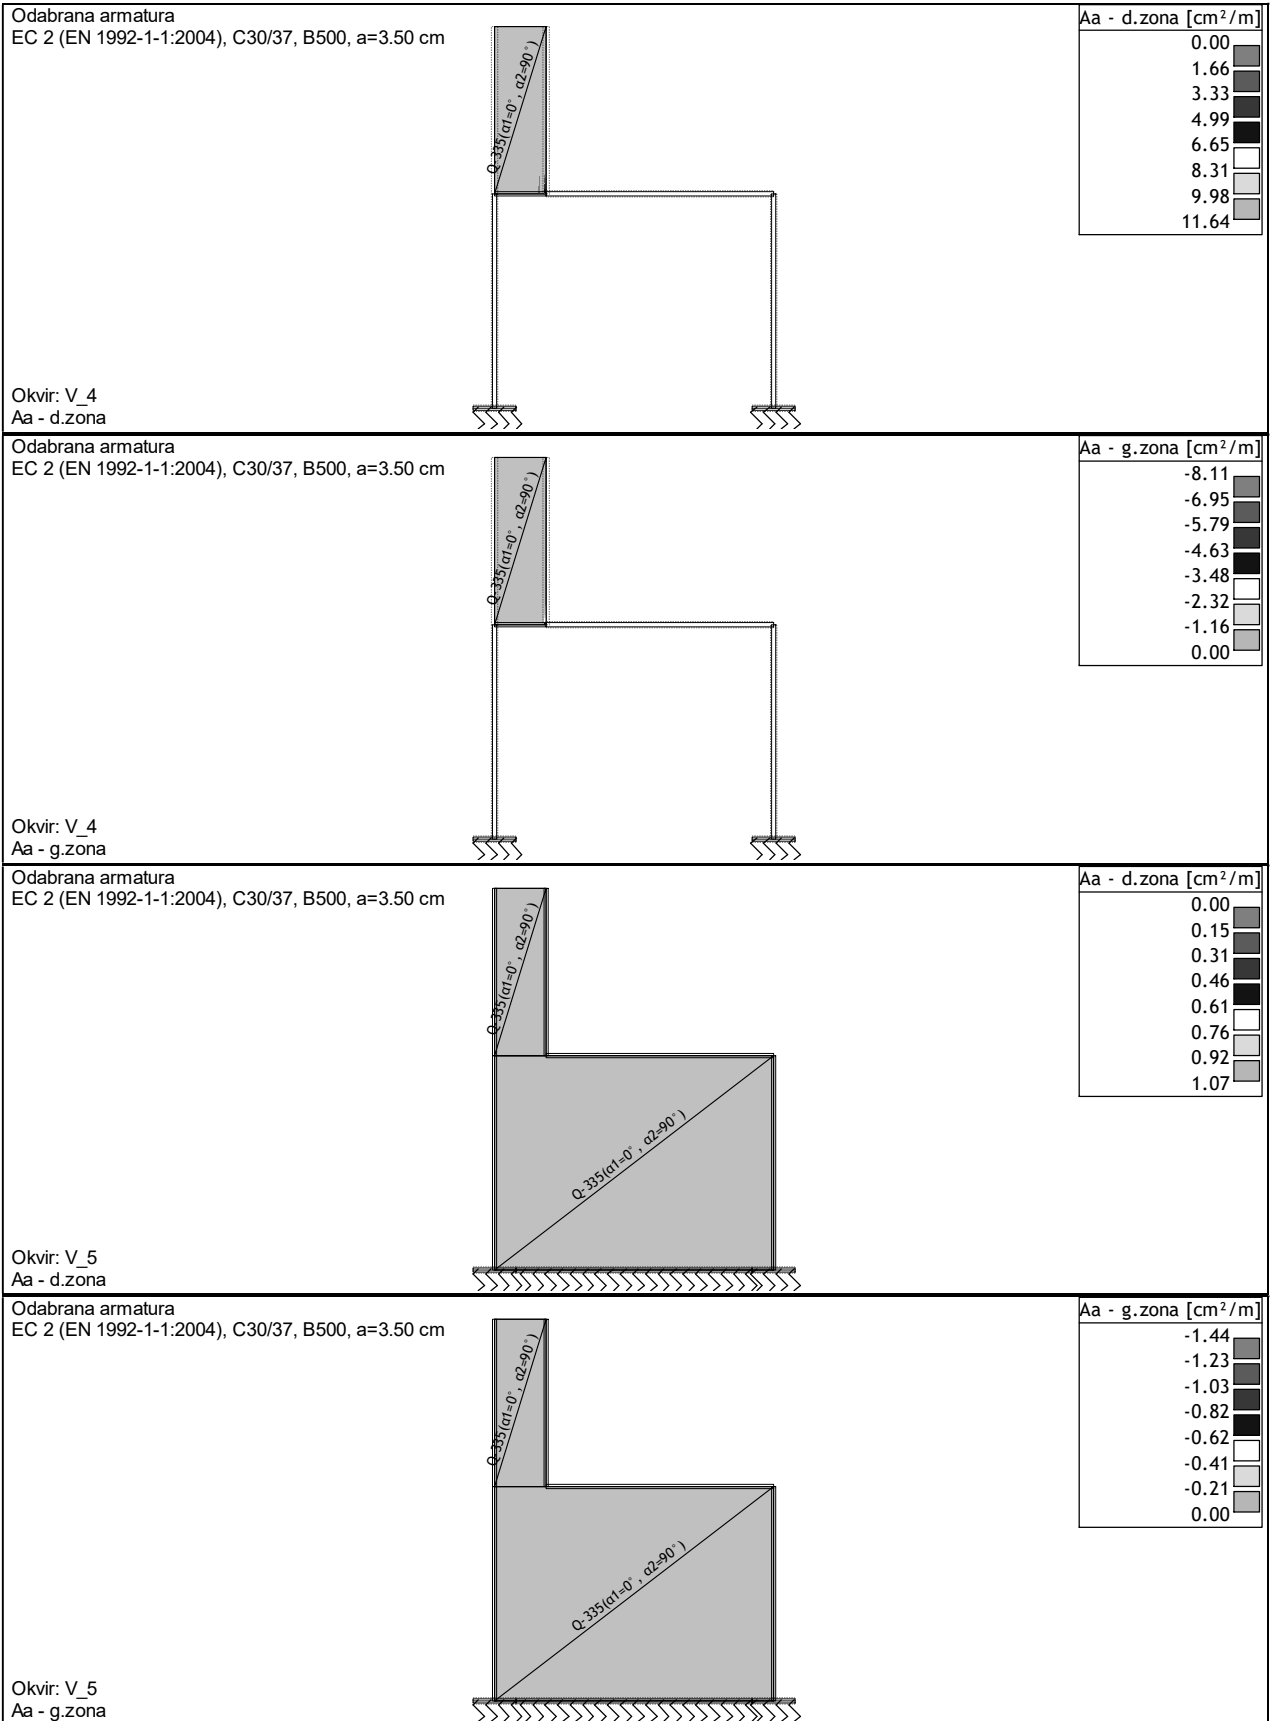 Odabrana armatura
EC 2 (EN 1992-1-1:2004), C30/37, B500, a=3.50 cm
Q-335(α1=0°, α2=90°)
Okvir: V_4
Aa - d.zona
Aa - d.zona [cm²/m]
0.00
1.66
3.33
4.99
6.65
8.31
9.98
11.64
Odabrana armatura
EC 2 (EN 1992-1-1:2004), C30/37, B500, a=3.50 cm
Q-335(α1=0°, α2=90°)
Okvir: V_4
Aa - g.zona
Aa - g.zona [cm²/m]
-8.11
-6.95
-5.79
-4.63
-3.48
-2.32
-1.16
0.00
Odabrana armatura
EC 2 (EN 1992-1-1:2004), C30/37, B500, a=3.50 cm
Q-335(α1=0°, α2=90°)
Q-335(α1=0°, α2=90°)
Okvir: V_5
Aa - d.zona
Aa - d.zona [cm²/m]
0.00
0.15
0.31
0.46
0.61
0.76
0.92
1.07
Odabrana armatura
EC 2 (EN 1992-1-1:2004), C30/37, B500, a=3.50 cm
Q-335(α1=0°, α2=90°)
Q-335(α1=0°, α2=90°)
Okvir: V_5
Aa - g.zona
Aa - g.zona [cm²/m]
-1.44
-1.23
-1.03
-0.82
-0.62
-0.41
-0.21
0.00